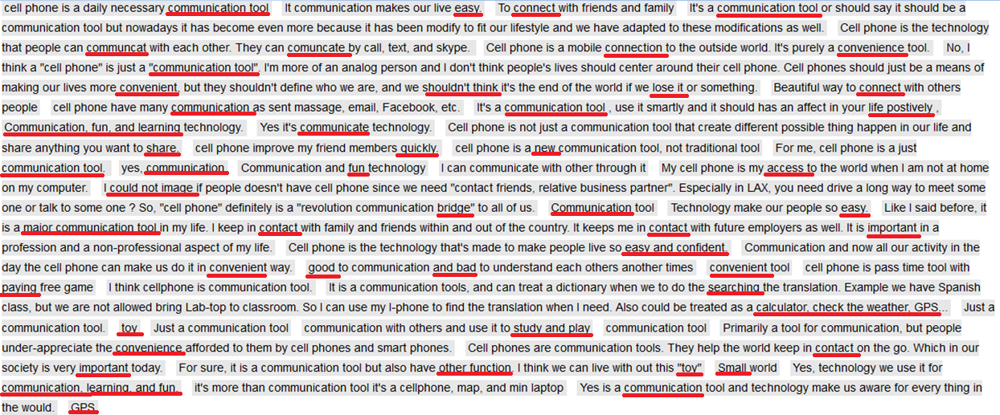 cell phone is a daily necessary communication tool It communication makes our live easy. To connect with friends and family It's a communication tool or should say it should be a
communication tool but nowadays it has become even more because it has been modify to fit our lifestyle and we have adapted to these modifications as well. Cell phone is the technology
that people can communcat with each other. They can comuncate by call, text, and skype. Cell phone is a mobile connection to the outside world. It's purely a convenience tool. No, I
think a "cell phone" is just a "communication tool". I'm more of an analog person and I don't think people's lives should center around their cell phone. Cell phones should just be a means of
making our lives more convenient, but they shouldn't define who we are, and we shouldn't think it's the end of the world if we lose it or something. Beautiful way to connect with others
people cell phone have many communication as sent massage, email, Facebook, etc. It's a communication tool , use it smartly and it should has an affect in your life postively ,
Communication, fun, and learning technology. Yes it's communicate technology. Cell phone is not just a communication tool that create different possible thing happen in our life and
share anything you want to share. cell phone improve my friend members quickly. cell phone is a new communication tool, not traditional tool For me, cell phone is a just
communication tool. yes, communication Communication and fun technology I can communicate with other through it My cell phone is my access to the world when I am not at home
on my computer. I could not image if people doesn't have cell phone since we need "contact friends, relative business partner". Especially in LAX, you need drive a long way to meet some
one or talk to some one ? So, "cell phone" definitely is a "revolution communication bridge" to all of us. Communication tool Technology make our people so easy. Like I said before, it
is a major communication tool in my life. I keep in contact with family and friends within and out of the country. It keeps me in contact with future employers as well. It is important in a
profession and a non-professional aspect of my life. Cell phone is the technology that's made to make people live so easy and confident. Communication and now all our activity in the
day the cell phone can make us do it in convenient way. good to communication and bad to understand each others another times convenient tool cell phone is pass time tool with
paying free game I think cellphone is communication tool. It is a communication tools, and can treat a dictionary when we to do the searching the translation. Example we have Spanish
class, but we are not allowed bring Lab-top to classroom. So I can use my I-phone to find the translation when I need. Also could be treated as a calculator, check the weather, GPS... Just a
communication tool. toy Just a communication tool communication with others and use it to study and play communication tool Primarily a tool for communication, but people
under-appreciate the convenience afforded to them by cell phones and smart phones. Cell phones are communication tools. They help the world keep in contact on the go. Which in our
society is very important today. For sure, it is a communication tool but also have other function. I think we can live with out this "toy" Small world Yes, technology we use it for
communication, learning, and fun. it's more than communication tool it's a cellphone, map, and min laptop Yes is a communication tool and technology make us aware for every thing in
the would. GPS